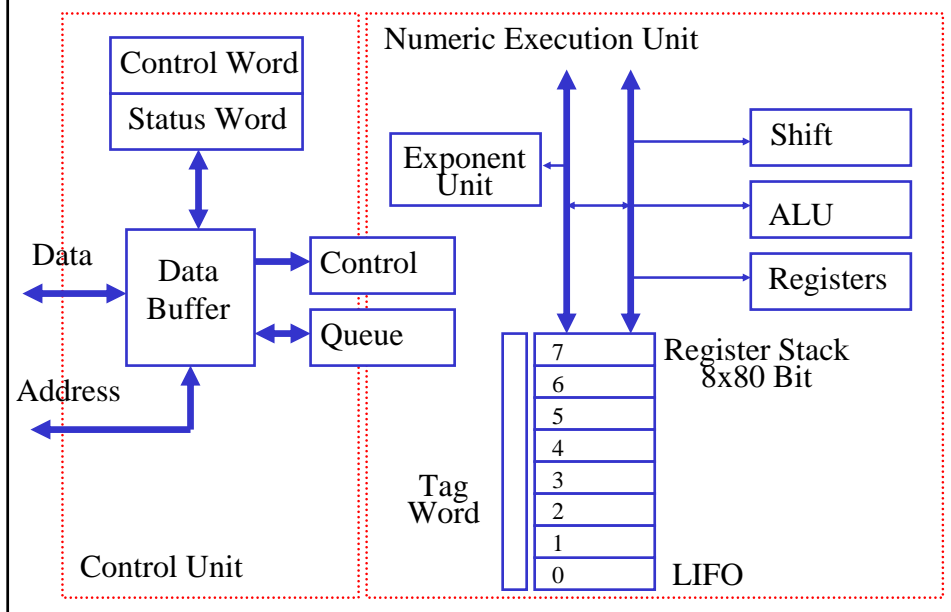 Control Word
Status Word
Data
Data
Buffer
Control
Queue
Address
Control Unit
Numeric Execution Unit
Exponent
Unit
Shift
ALU
Registers
Register Stack
8x80 Bit
7
6
5
4
3
2
1
0
Tag
Word
LIFO